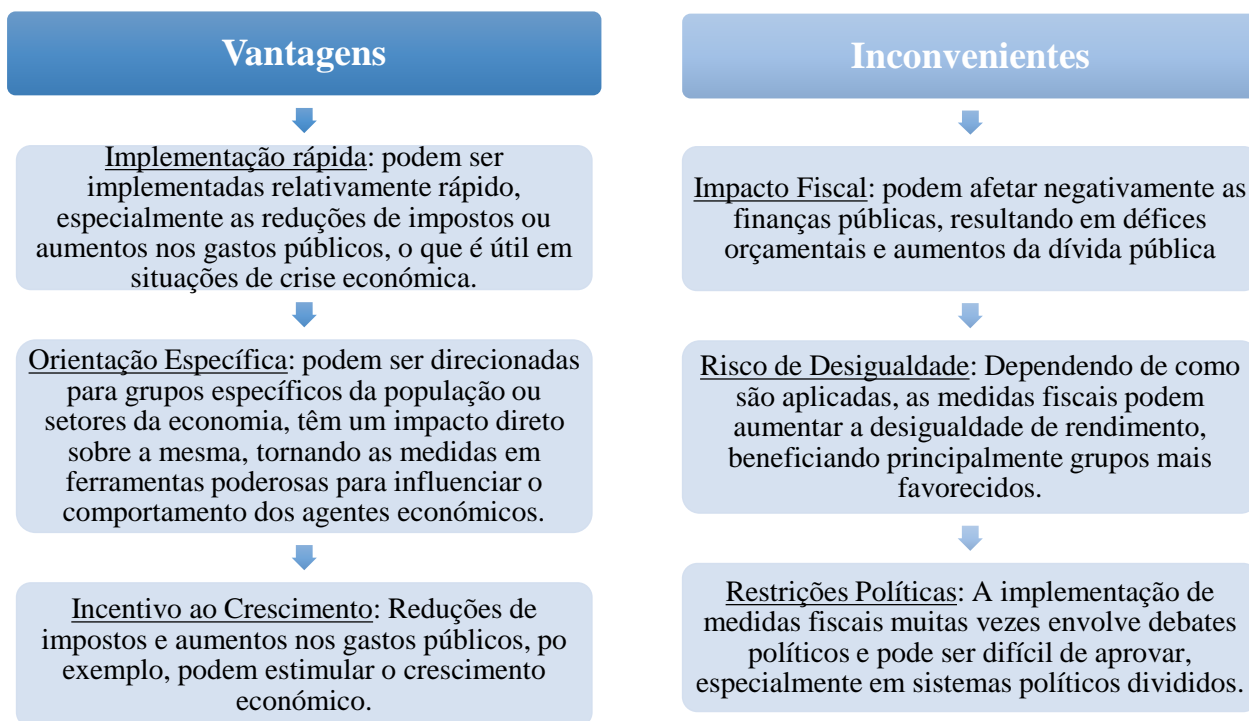 Vantagens
Implementação rápida: podem ser
implementadas relativamente rápido,
especialmente as reduções de impostos ou
aumentos nos gastos públicos, o que é útil em
situações de crise económica.
Orientação Específica: podem ser direcionadas
para grupos específicos da população ou
setores da economia, têm um impacto direto
sobre a mesma, tornando as medidas em
ferramentas poderosas para influenciar o
comportamento dos agentes económicos.
Incentivo ao Crescimento: Reduções de
impostos e aumentos nos gastos públicos, po
exemplo, podem estimular o crescimento
económico.
Inconvenientes
Impacto Fiscal: podem afetar negativamente as
finanças públicas, resultando em défices
orçamentais e aumentos da dívida pública
Risco de Desigualdade: Dependendo de como
são aplicadas, as medidas fiscais podem
aumentar a desigualdade de rendimento,
beneficiando principalmente grupos mais
favorecidos.
Restrições Políticas: A implementação de
medidas fiscais muitas vezes envolve debates
políticos e pode ser difícil de aprovar,
especialmente em sistemas políticos divididos.